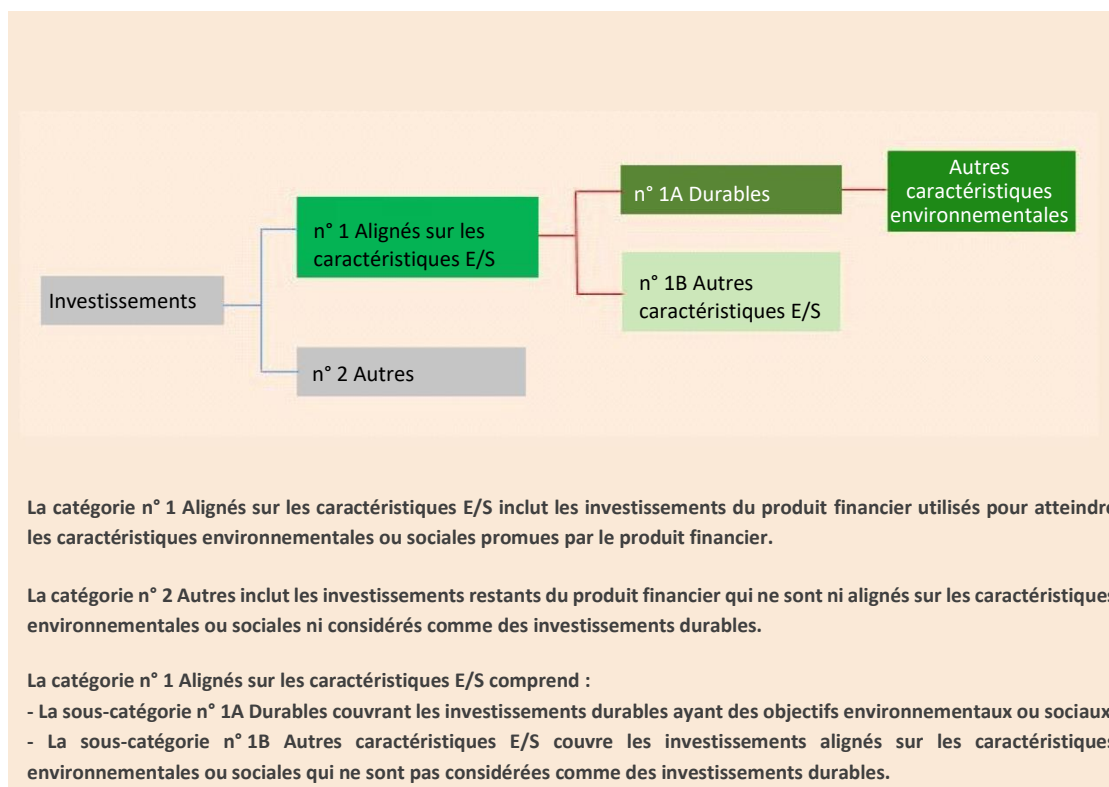 Autres
caractéristiques
environnementales
n° 1A Durables
n° 1 Alignés sur les
caractéristiques E/S
n° 1B Autres
caractéristiques E/S
Investissements
n° 2 Autres
La catégorie n° 1 Alignés sur les caractéristiques E/S inclut les investissements du produit financier utilisés pour atteindre
les caractéristiques environnementales ou sociales promues par le produit financier.
La catégorie n° 2 Autres inclut les investissements restants du produit financier qui ne sont ni alignés sur les caractéristiques
environnementales ou sociales ni considérés comme des investissements durables.
La catégorie n° 1 Alignés sur les caractéristiques E/S comprend :
- La sous-catégorie n° 1A Durables couvrant les investissements durables ayant des objectifs environnementaux ou sociaux
- La sous-catégorie n° 1B Autres caractéristiques E/S couvre les investissements alignés sur les caractéristiques
environnementales ou sociales qui ne sont pas considérées comme des investissements durables.